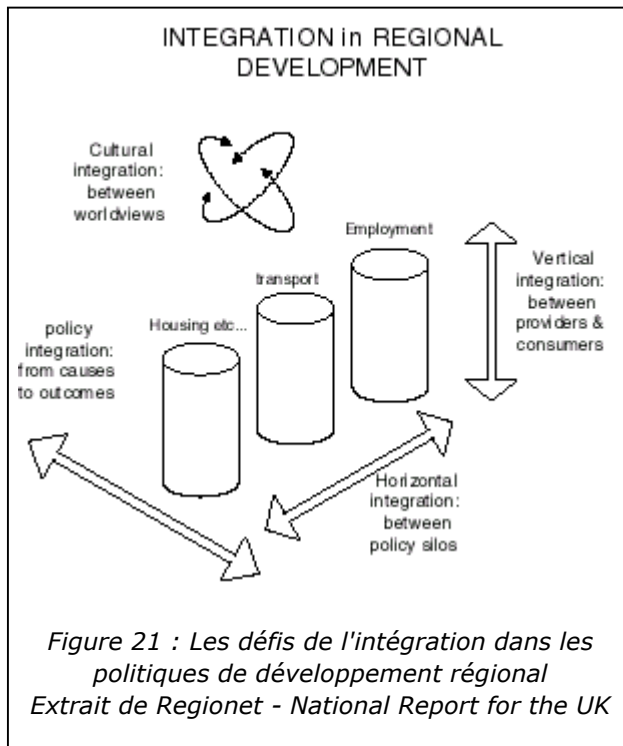 INTEGRATION in REGIONAL
DEVELOPMENT
Cultural
integration:
between
worldviews
Employment
transport
Housing etc...
Vertical
integration:
between
providers &
consumers
policy
integration:
from causes
to outcomes
Horizontal
integration:
between
policy silos
Figure 21 : Les défis de l'intégration dans les
politiques de développement régional
Extrait de Regionet - National Report for the UK